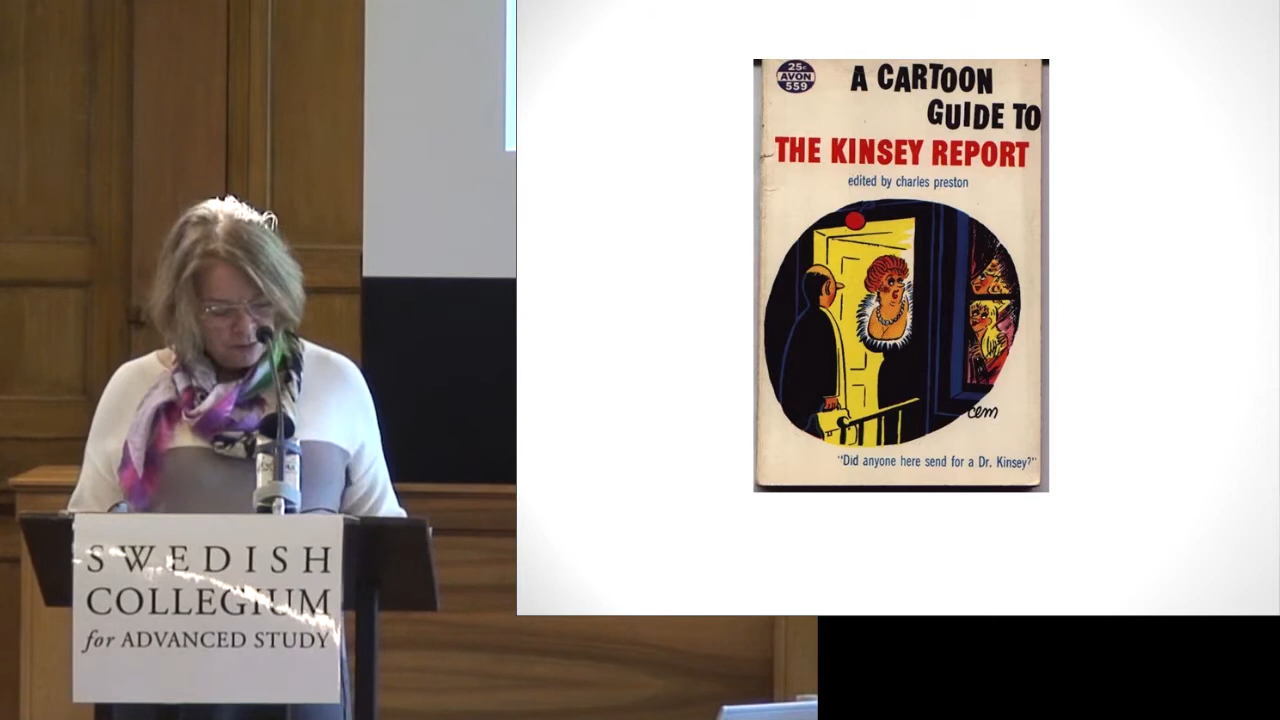 SWEDISH
COLLEGIUM
for ADVANCED STUDY
25c
AVON
559
A CARTOON
GUIDE TO
THE KINSEY REPORT
edited by charles preston
cem
"Did anyone here send for a Dr. Kinsey?"